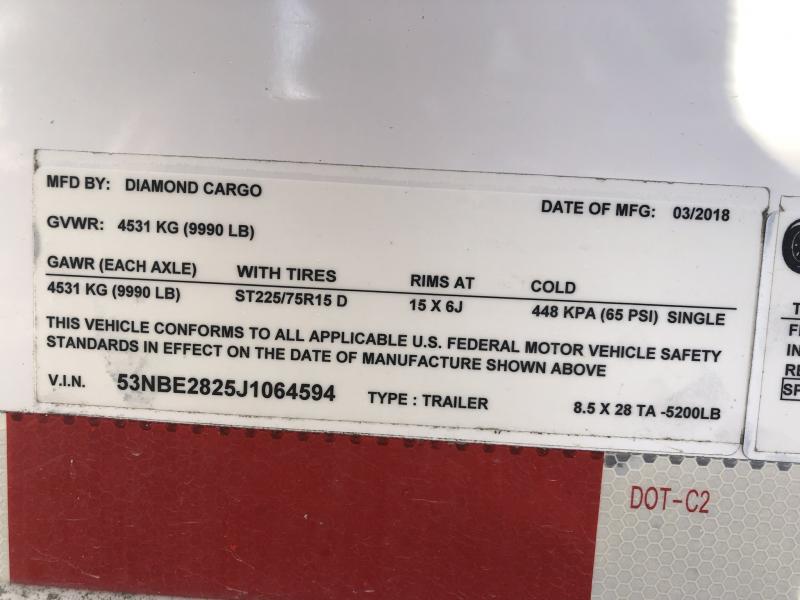 MFD BY: DIAMOND CARGO
DATE OF MFG: 03/2018
GVWR: 4531 KG (9990 LB)
GAWR (EACH AXLE) WITH TIRES RIMS AT COLD
4531 KG (9990 LB) ST225/75R15 D 15 X 6J 448 KPA (65 PSI) SINGLE
THIS VEHICLE CONFORMS TO ALL APPLICABLE U.S. FEDERAL MOTOR VEHICLE SAFETY
STANDARDS IN EFFECT ON THE DATE OF MANUFACTURE SHOWN ABOVE
V.I.N. 53NBE2825J1064594 TYPE : TRAILER 8.5 X 28 TA -5200LB
DOT-C2